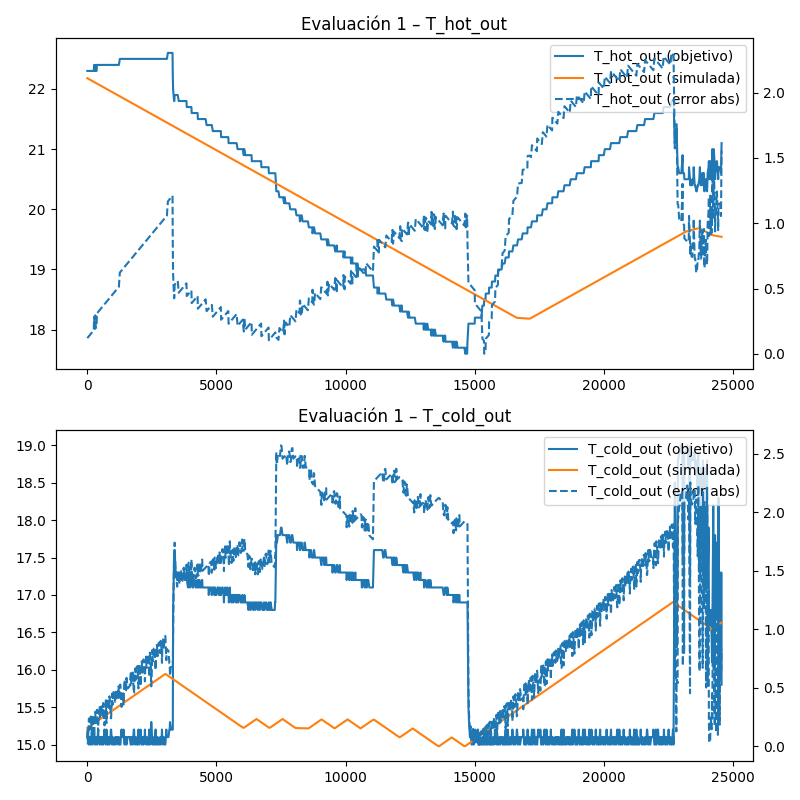 Evaluación 1 – T_hot_out
T_hot_out (objetivo)
T_hot_out (simulada)
T_hot_out (error abs)
22
21
20
19
18
2.0
1.5
1.0
0.5
0.0
0 5000 10000 15000 20000 25000
Evaluación 1 – T_cold_out
T_cold_out (objetivo)
T_cold_out (simulada)
T_cold_out (error abs)
19.0
18.5
18.0
17.5
17.0
16.5
16.0
15.5
15.0
2.5
2.0
1.5
1.0
0.5
0.0
0 5000 10000 15000 20000 25000